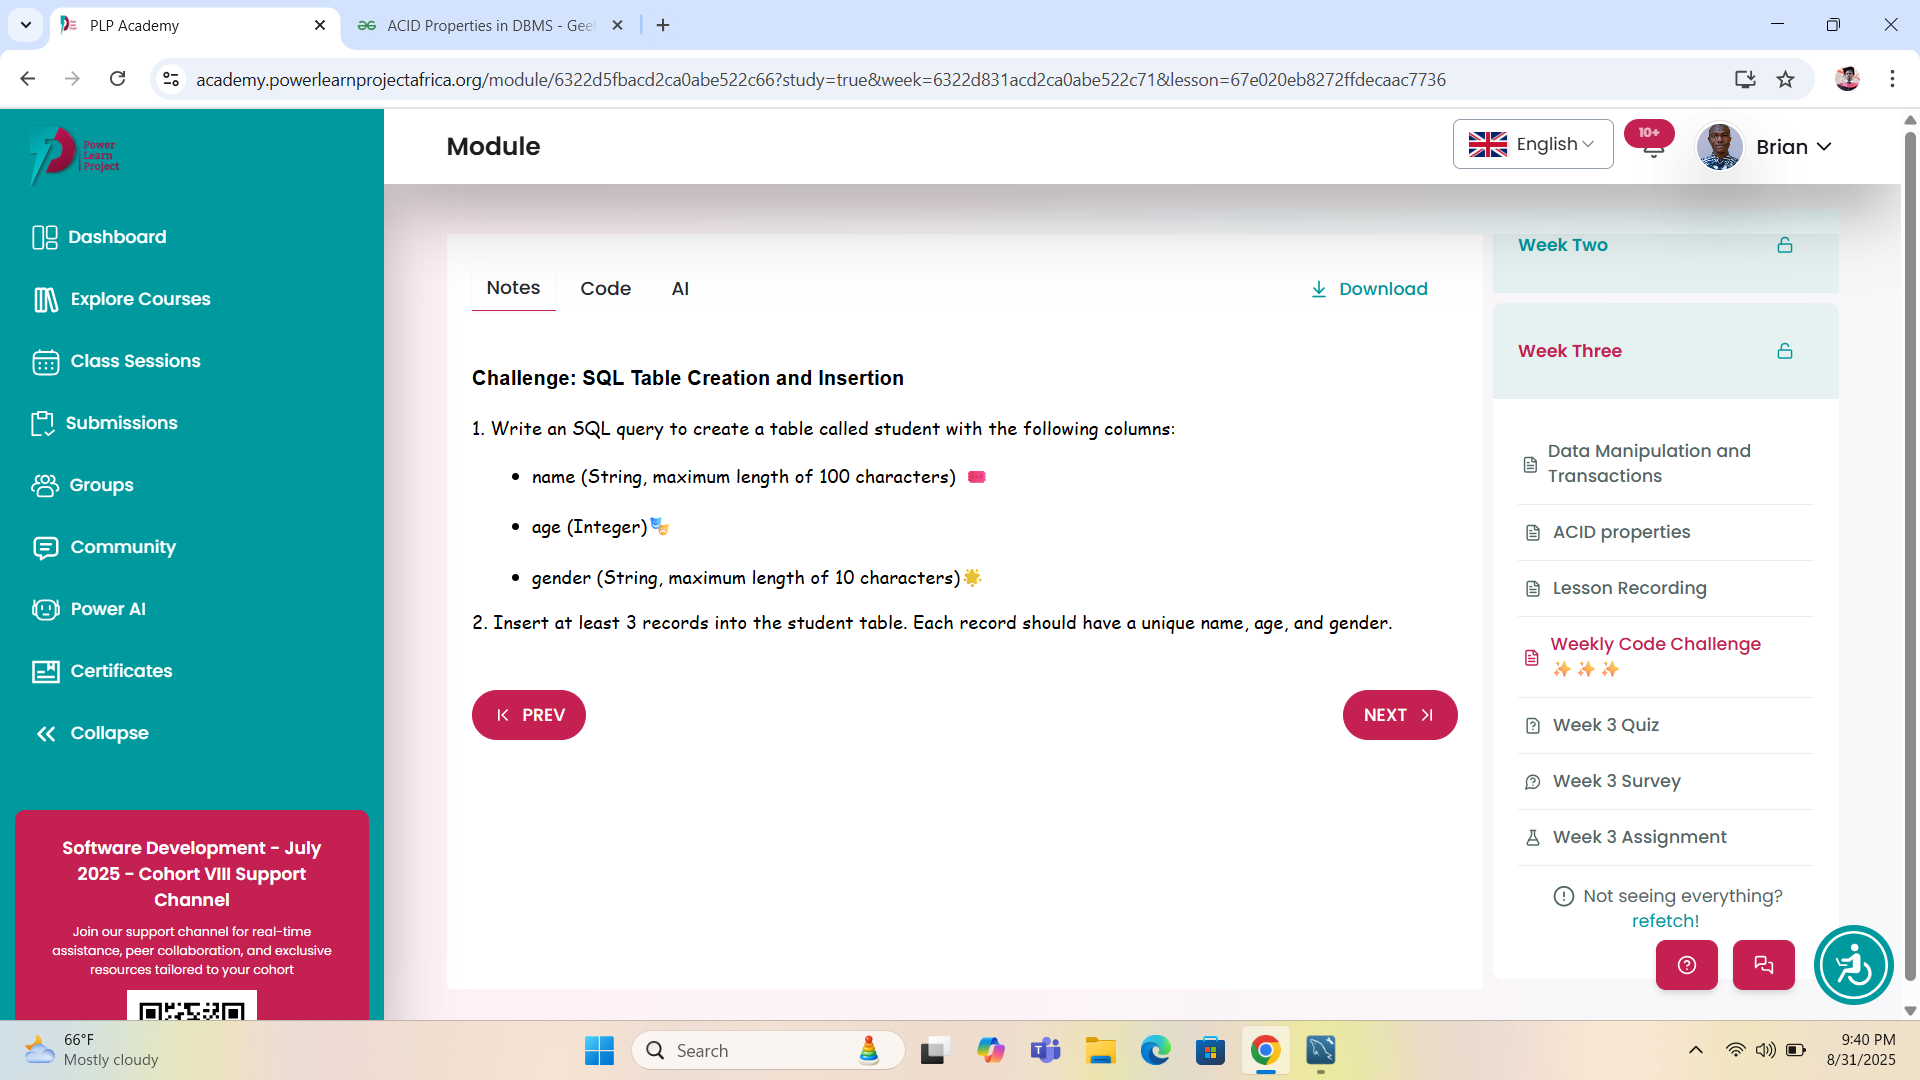 PLP Academy
ACID Properties in DBMS - Gee
academy.powerlearnprojectafrica.org/module/6322d5fbacd2ca0abe522c66?study=true&week=6322d831acd2ca0abe522c71&lesson=67e020eb8272ffdecaac7736
Power
Learn
Project
Module
English
10+
Brian
Dashboard
Explore Courses
Class Sessions
Submissions
Groups
Community
Power AI
Certificates
Collapse
Software Development - July
2025 - Cohort VIII Support
Channel
Join our support channel for real-time
assistance, peer collaboration, and exclusive
resources tailored to your cohort
Notes Code AI
Download
Challenge: SQL Table Creation and Insertion
1. Write an SQL query to create a table called student with the following columns:
• name (String, maximum length of 100 characters)
• age (Integer)🎭
• gender (String, maximum length of 10 characters)🌟
2. Insert at least 3 records into the student table. Each record should have a unique name, age, and gender.
PREV
NEXT
Week Two
Week Three
Data Manipulation and
Transactions
ACID properties
Lesson Recording
Weekly Code Challenge
✨ ✨ ✨
Week 3 Quiz
Week 3 Survey
Week 3 Assignment
Not seeing everything?
refetch!
66°F
Mostly cloudy
Search
9:40 PM
8/31/2025